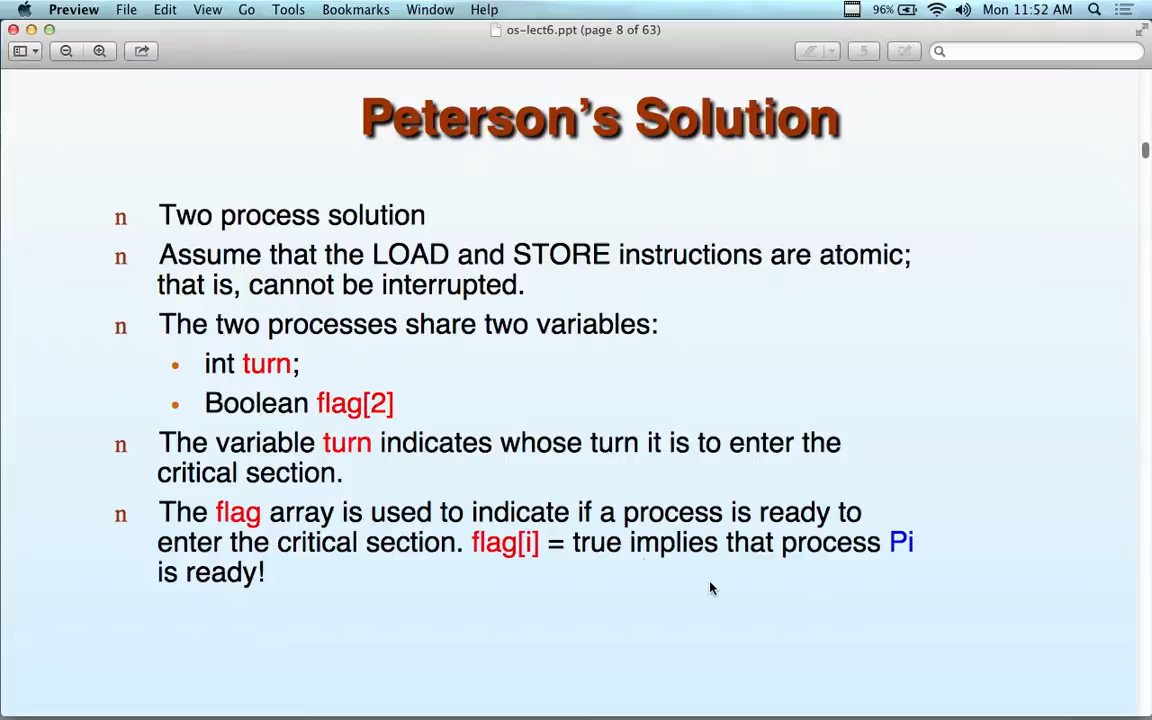 Preview File Edit View Go Tools Bookmarks Window Help 96% Mon 11:52 AM
os-lect6.ppt (page 8 of 63)
Peterson's Solution
n Two process solution
n Assume that the LOAD and STORE instructions are atomic;
that is, cannot be interrupted.
n The two processes share two variables:
• int turn;
• Boolean flag[2]
n The variable turn indicates whose turn it is to enter the
critical section.
n The flag array is used to indicate if a process is ready to
enter the critical section. flag[i] = true implies that process Pi
is ready!